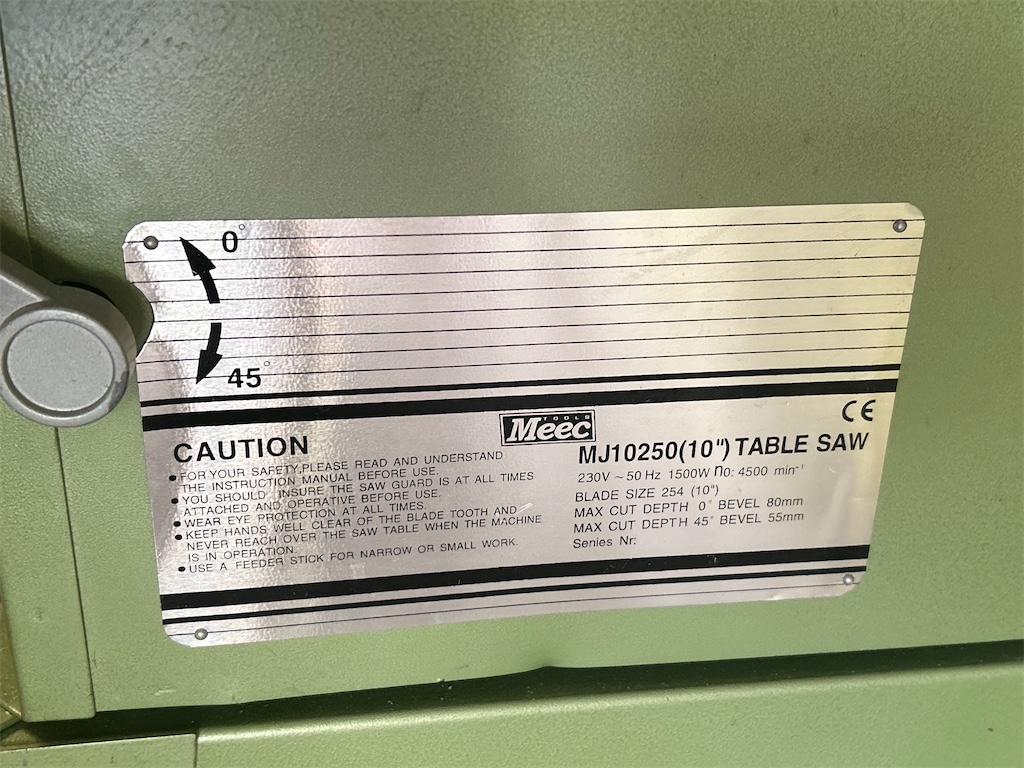 0°
45°
CAUTION
•FOR YOUR SAFETY,PLEASE READ AND UNDERSTAND
THE INSTRUCTION MANUAL BEFORE USE.
•YOU SHOULD INSURE THE SAW GUARD IS AT ALL TIMES
ATTACHED AND OPERATIVE BEFORE USE.
•WEAR EYE PROTECTION AT ALL TIMES.
•KEEP HANDS WELL CLEAR OF THE BLADE TOOTH AND
NEVER REACH OVER THE SAW TABLE WHEN THE MACHINE
IS IN OPERATION.
•USE A FEEDER STICK FOR NARROW OR SMALL WORK.
TOOLS
Meec
CE
MJ10250(10") TABLE SAW
230V ~ 50 Hz 1500W n0: 4500 min⁻¹
BLADE SIZE 254 (10")
MAX CUT DEPTH 0° BEVEL 80mm
MAX CUT DEPTH 45° BEVEL 55mm
Senies Nr: